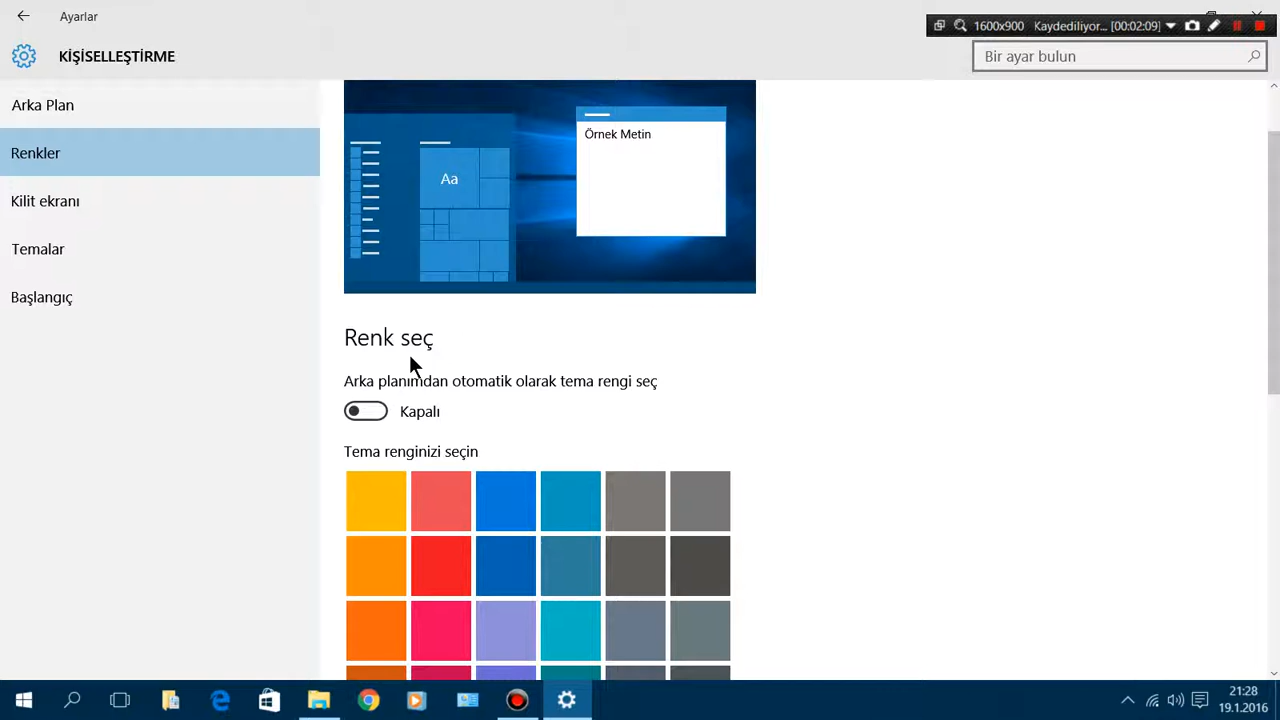 Ayarlar
1600x900 Kaydediliyor... [00:02:09]
KİŞİSELLEŞTİRME
Bir ayar bulun
Arka Plan
Renkler
Kilit ekranı
Temalar
Başlangıç
Örnek Metin
Aa
Renk seç
Arka planımdan otomatik olarak tema rengi seç
Kapalı
Tema renginizi seçin
21:28
19.1.2016